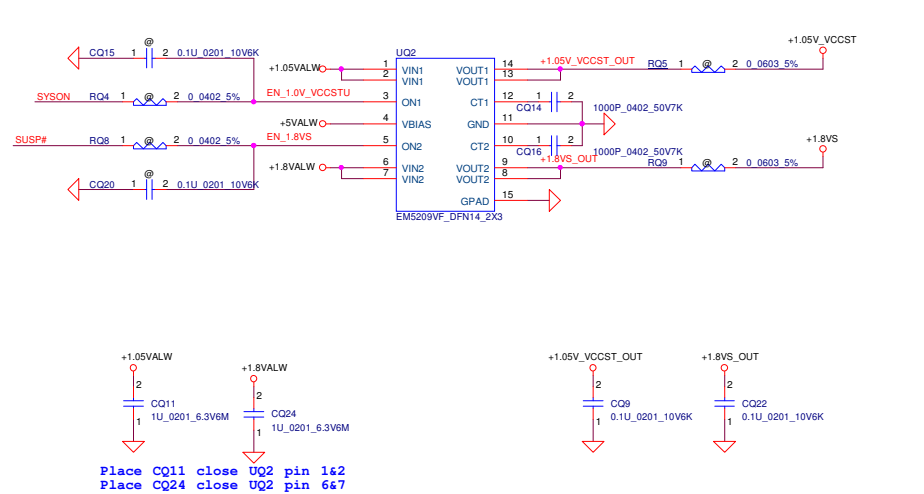 @
CQ15 1 2 0.1U_0201_10V6K
UQ2
+1.05V_VCCST
+1.05VALW 1 VIN1 VOUT1 14 +1.05V_VCCST_OUT RQ5 1 @ 2 0_0603_5%
2 VIN1 VOUT1 13
SYSON RQ4 1 @ 2 0_0402_5% EN_1.0V_VCCSTU 3 ON1 CT1 12 CQ14 1 2 1000P_0402_50V7K
+5VALW 4 VBIAS GND 11
SUSP# RQ8 1 @ 2 0_0402_5% EN_1.8VS 5 ON2 CT2 10 CQ16 1 2 1000P_0402_50V7K
+1.8VS
+1.8VALW 6 VIN2 VOUT2 9 +1.8VS_OUT RQ9 1 @ 2 0_0603_5%
7 VIN2 VOUT2 8
@
CQ20 1 2 0.1U_0201_10V6K
GPAD 15
EM5209VF_DFN14_2X3
+1.05VALW
+1.8VALW
+1.05V_VCCST_OUT
+1.8VS_OUT
2
CQ11
1U_0201_6.3V6M
1
2
CQ24
1U_0201_6.3V6M
1
2
CQ9
0.1U_0201_10V6K
1
2
CQ22
0.1U_0201_10V6K
1
Place CQ11 close UQ2 pin 1&2
Place CQ24 close UQ2 pin 6&7